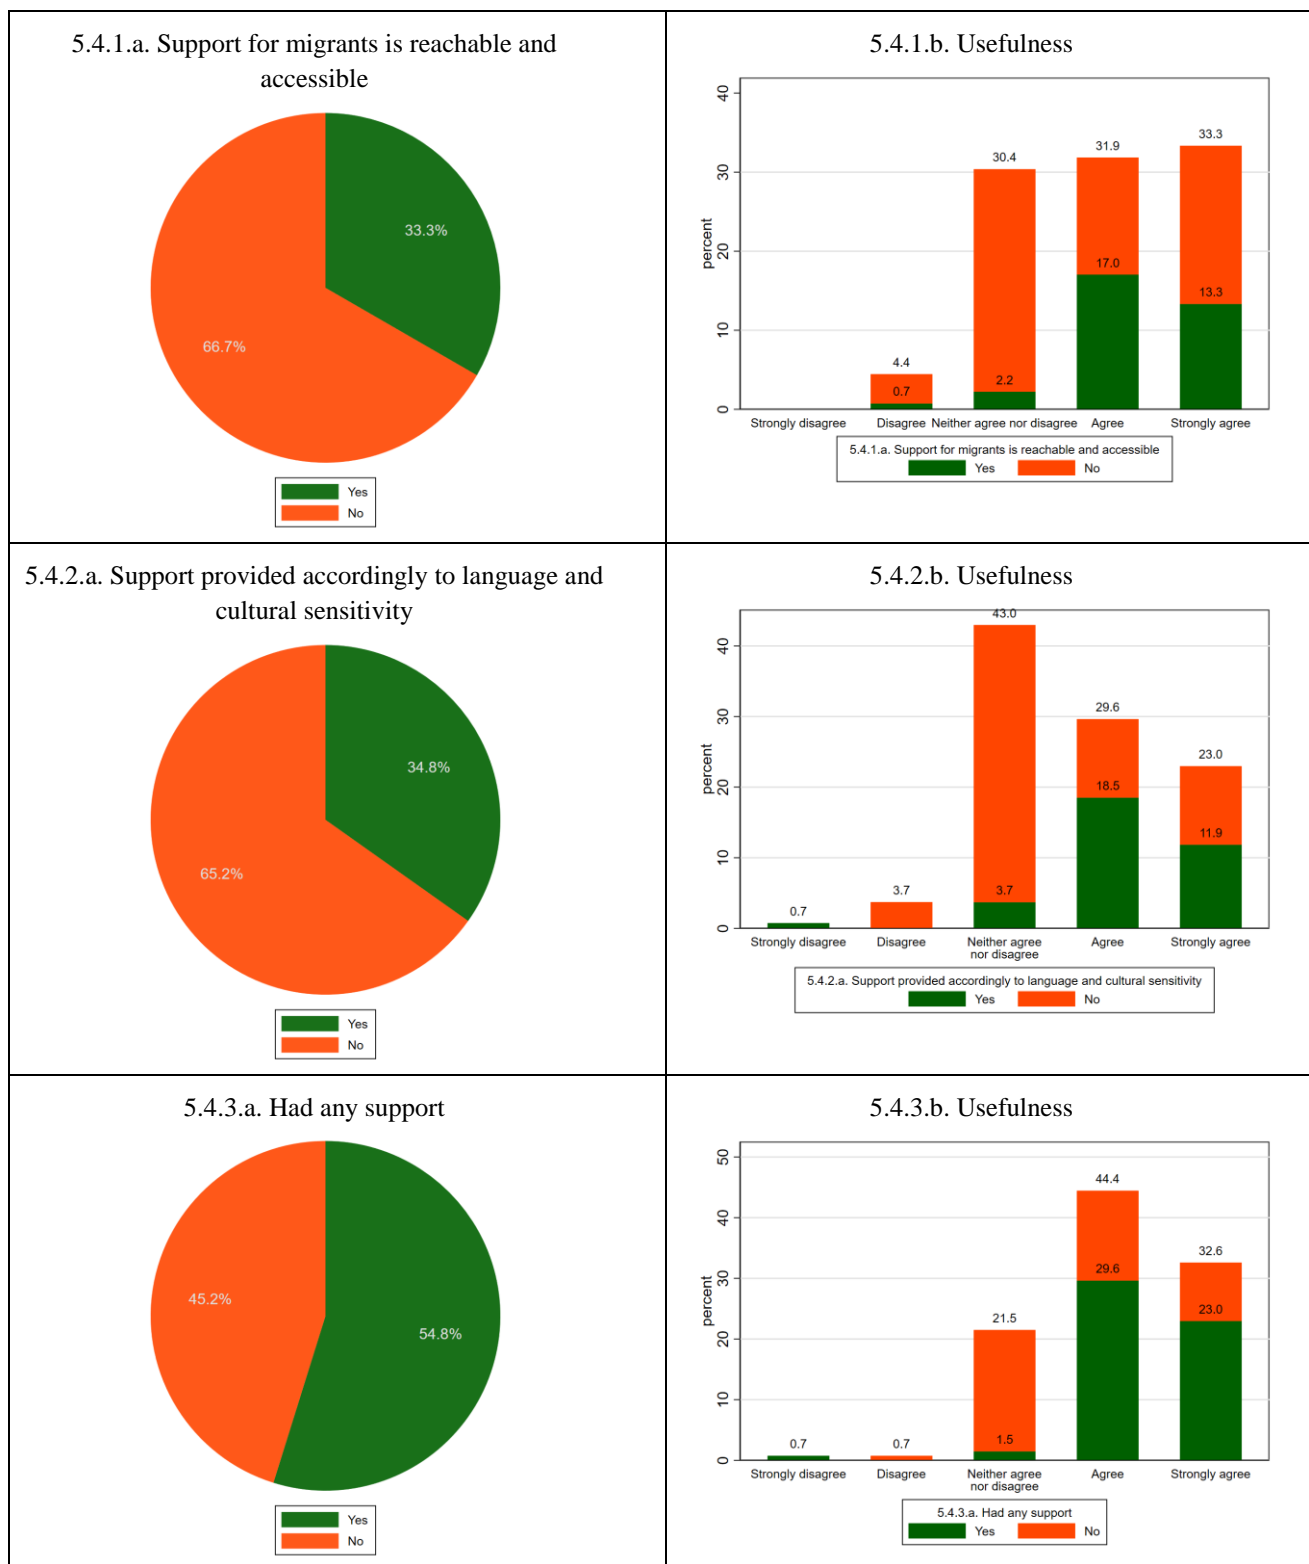 5.4.1.a. Support for migrants is reachable and
accessible
33.3%
66.7%
Yes
No
5.4.1.b. Usefulness
percent
40
30
20
10
0
4.4
0.7
30.4
2.2
31.9
17.0
33.3
13.3
Strongly disagree
Disagree
Neither agree nor disagree
Agree
Strongly agree
5.4.1.a. Support for migrants is reachable and accessible
Yes
No
5.4.2.a. Support provided accordingly to language and
cultural sensitivity
34.8%
65.2%
Yes
No
5.4.2.b. Usefulness
percent
40
30
20
10
0
0.7
3.7
43.0
3.7
29.6
18.5
23.0
11.9
Strongly disagree
Disagree
Neither agree
nor disagree
Agree
Strongly agree
5.4.2.a. Support provided accordingly to language and cultural sensitivity
Yes
No
5.4.3.a. Had any support
45.2%
54.8%
Yes
No
5.4.3.b. Usefulness
percent
50
40
30
20
10
0
0.7
0.7
21.5
1.5
44.4
29.6
32.6
23.0
Strongly disagree
Disagree
Neither agree
nor disagree
Agree
Strongly agree
5.4.3.a. Had any support
Yes
No